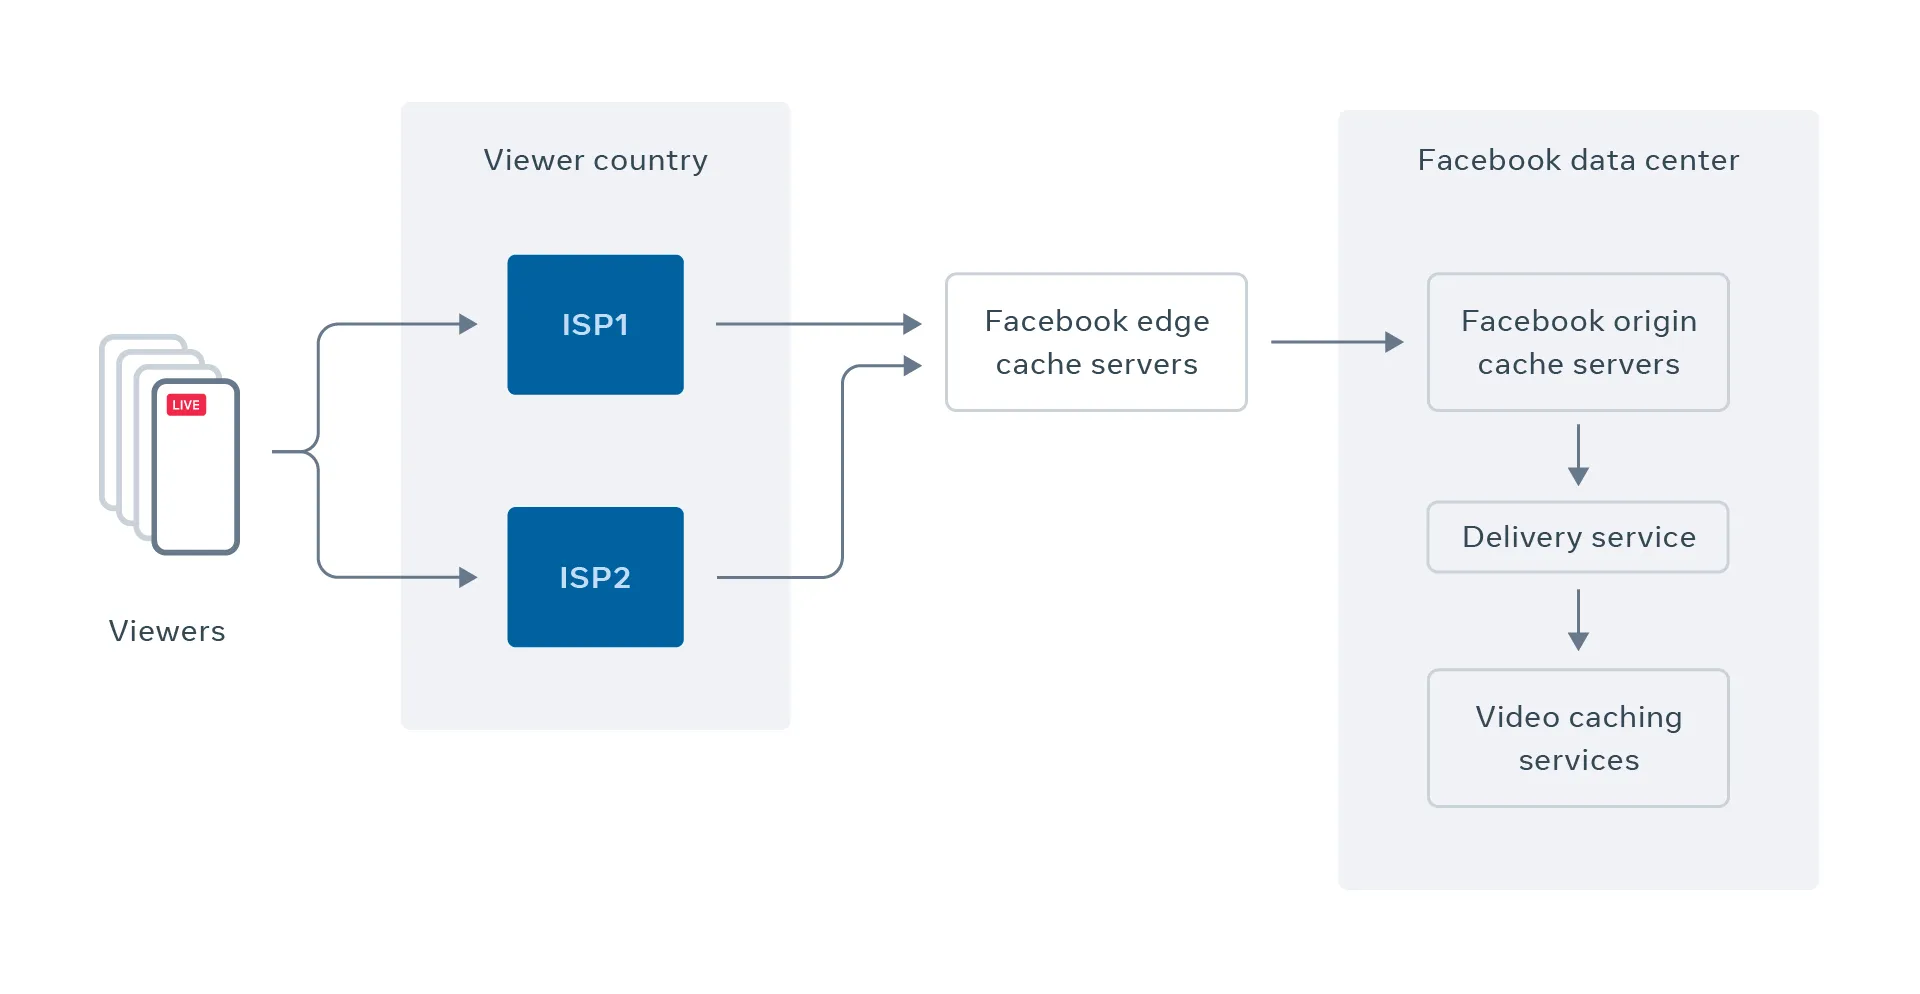 Viewer country
Facebook data center
ISP1
Facebook edge
cache servers
Facebook origin
cache servers
LIVE
Delivery service
ISP2
Viewers
Video caching
services